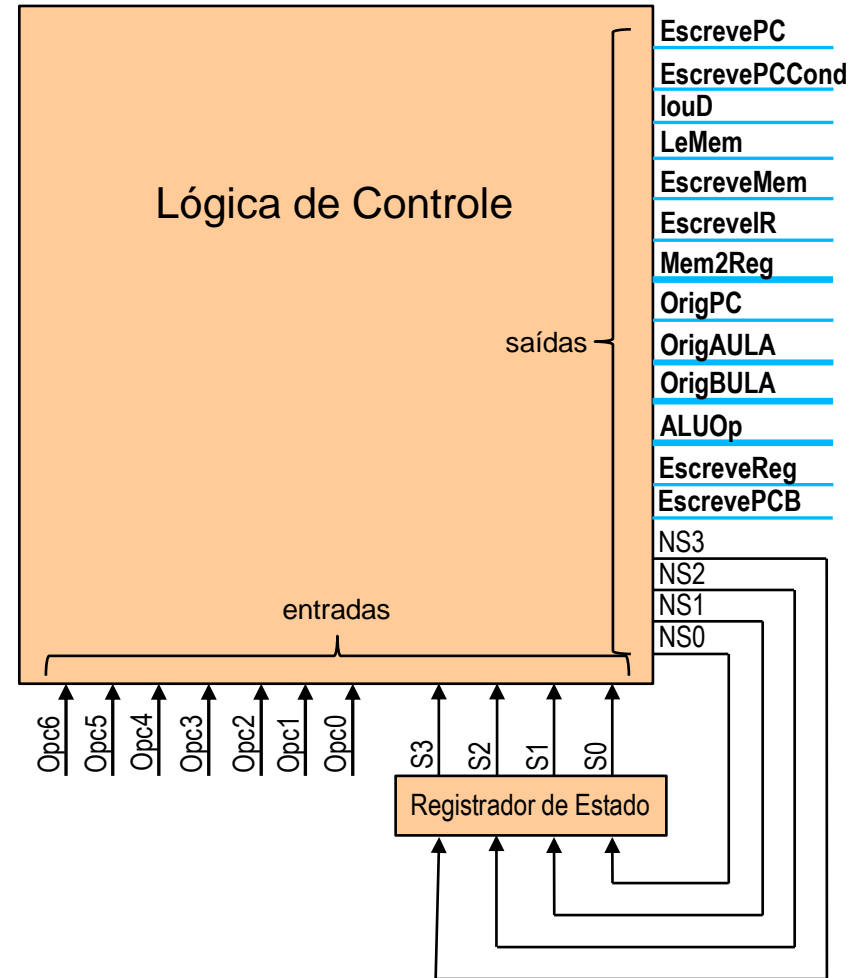 EscrevePC
EscrevePCCond
IouD
LeMem
Lógica de Controle
EscreveMem
EscreveIR
Mem2Reg
OrigPC
saídas
OrigAULA
OrigBULA
ALUOp
EscreveReg
EscrevePCB
NS3
NS2
NS1
NS0
entradas
Opc6
Opc5
Opc4
Opc3
Opc2
Opc1
Opc0
S3
S2
S1
S0
Registrador de Estado